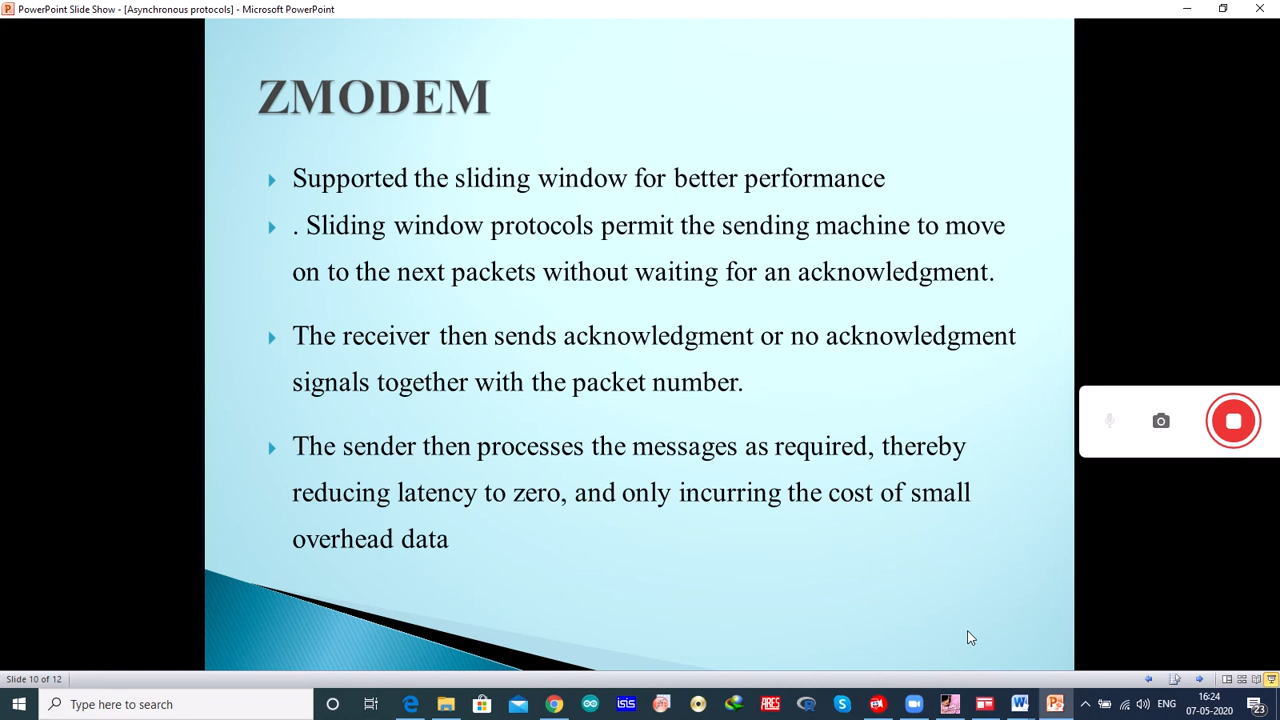 PowerPoint Slide Show - [Asynchronous protocols] - Microsoft PowerPoint
ZMODEM
Supported the sliding window for better performance
. Sliding window protocols permit the sending machine to move
on to the next packets without waiting for an acknowledgment.
The receiver then sends acknowledgment or no acknowledgment
signals together with the packet number.
The sender then processes the messages as required, thereby
reducing latency to zero, and only incurring the cost of small
overhead data
Slide 10 of 12
Type here to search
isis
ARES
ENG
16:24
07-05-2020
23